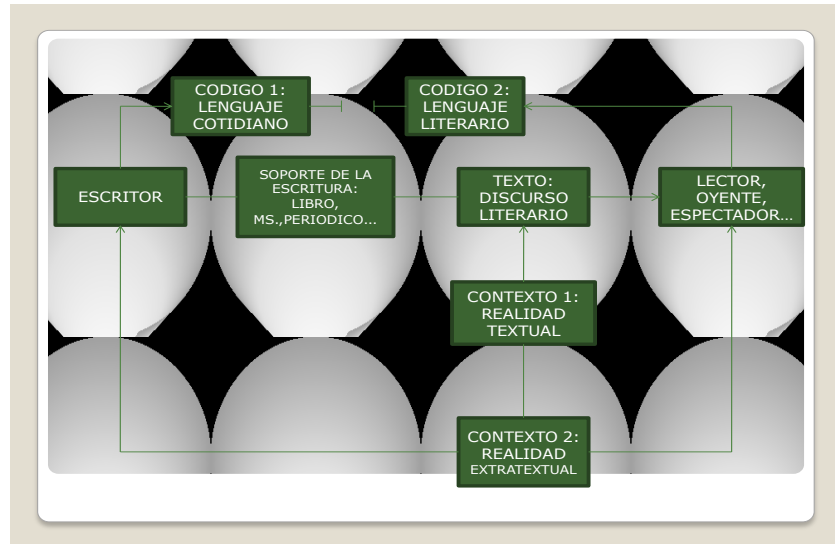 CODIGO 1:
LENGUAJE
COTIDIANO
CODIGO 2:
LENGUAJE
LITERARIO
ESCRITOR
SOPORTE DE LA
ESCRITURA:
LIBRO,
MS.,PERIODICO...
TEXTO:
DISCURSO
LITERARIO
LECTOR,
OYENTE,
ESPECTADOR...
CONTEXTO 1:
REALIDAD
TEXTUAL
CONTEXTO 2:
REALIDAD
EXTRATEXTUAL